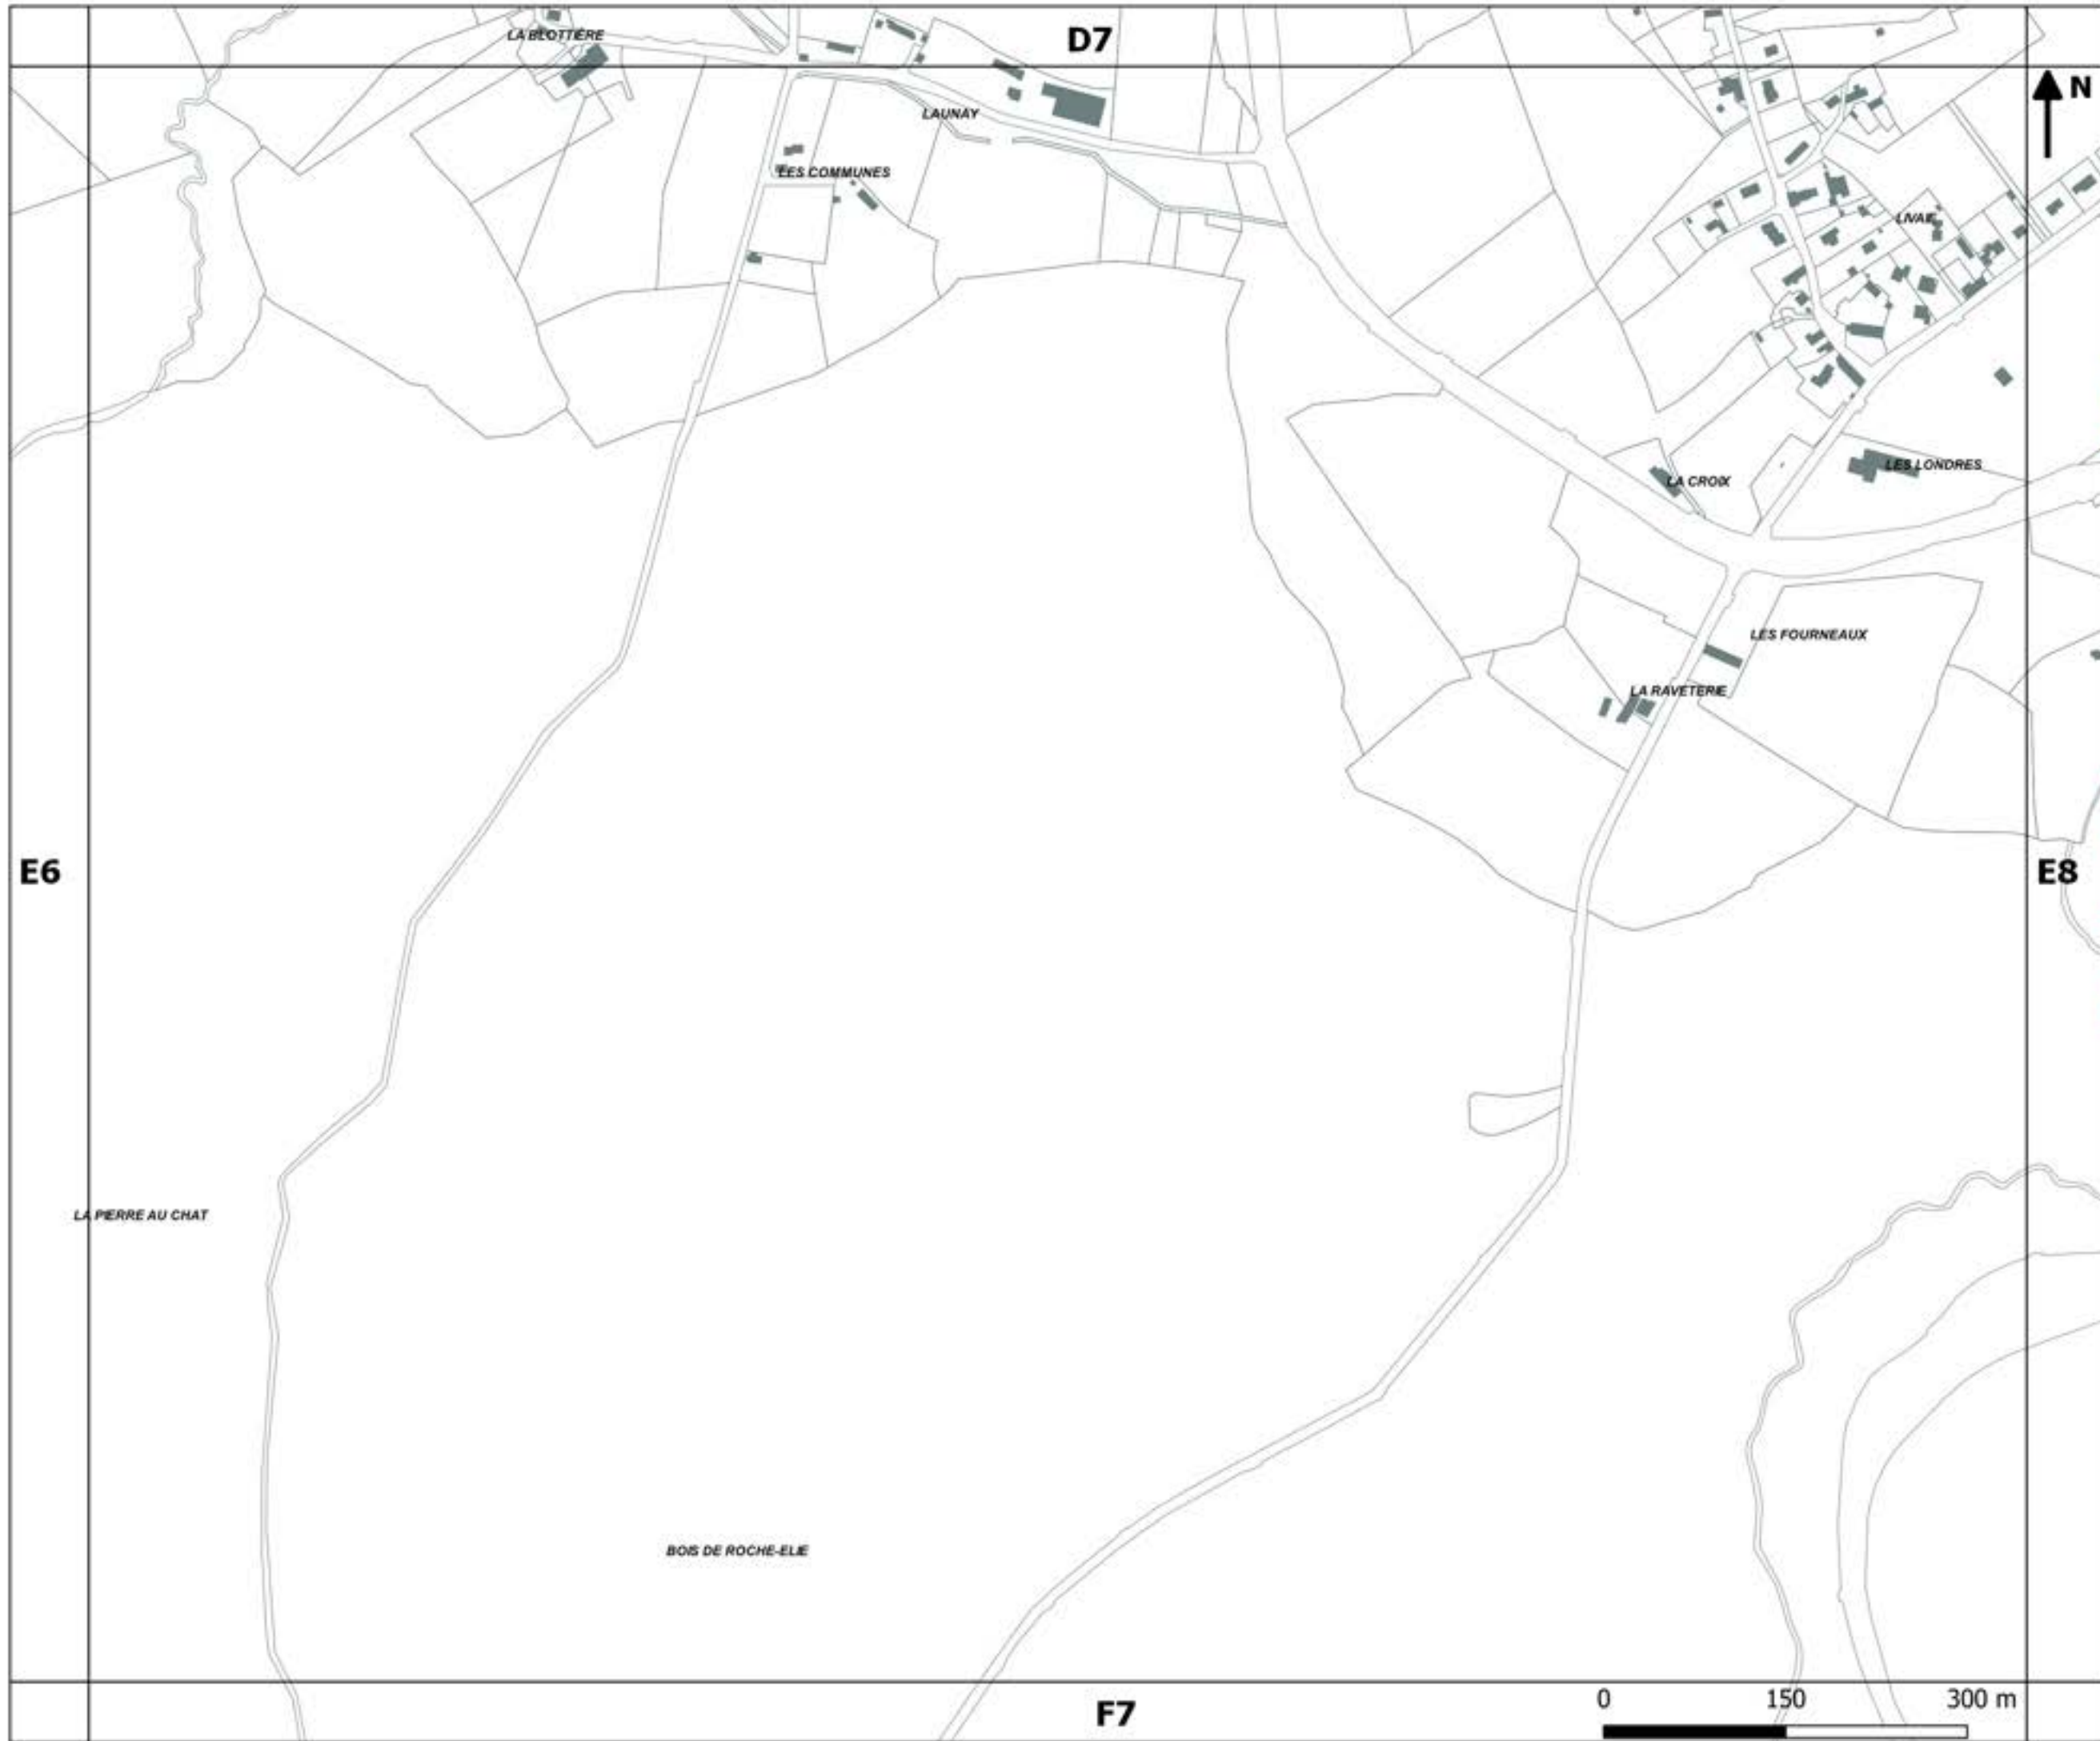 LA BLOTTIERE
D7
N
LAUNAY
LES COMMUNES
LIVAIE
LES LONDRES
LA CROIX
LES FOURNEAUX
LA RAVETERIE
E6
E8
LA PIERRE AU CHAT
BOIS DE ROCHE-ELIE
F7
0 150 300 m